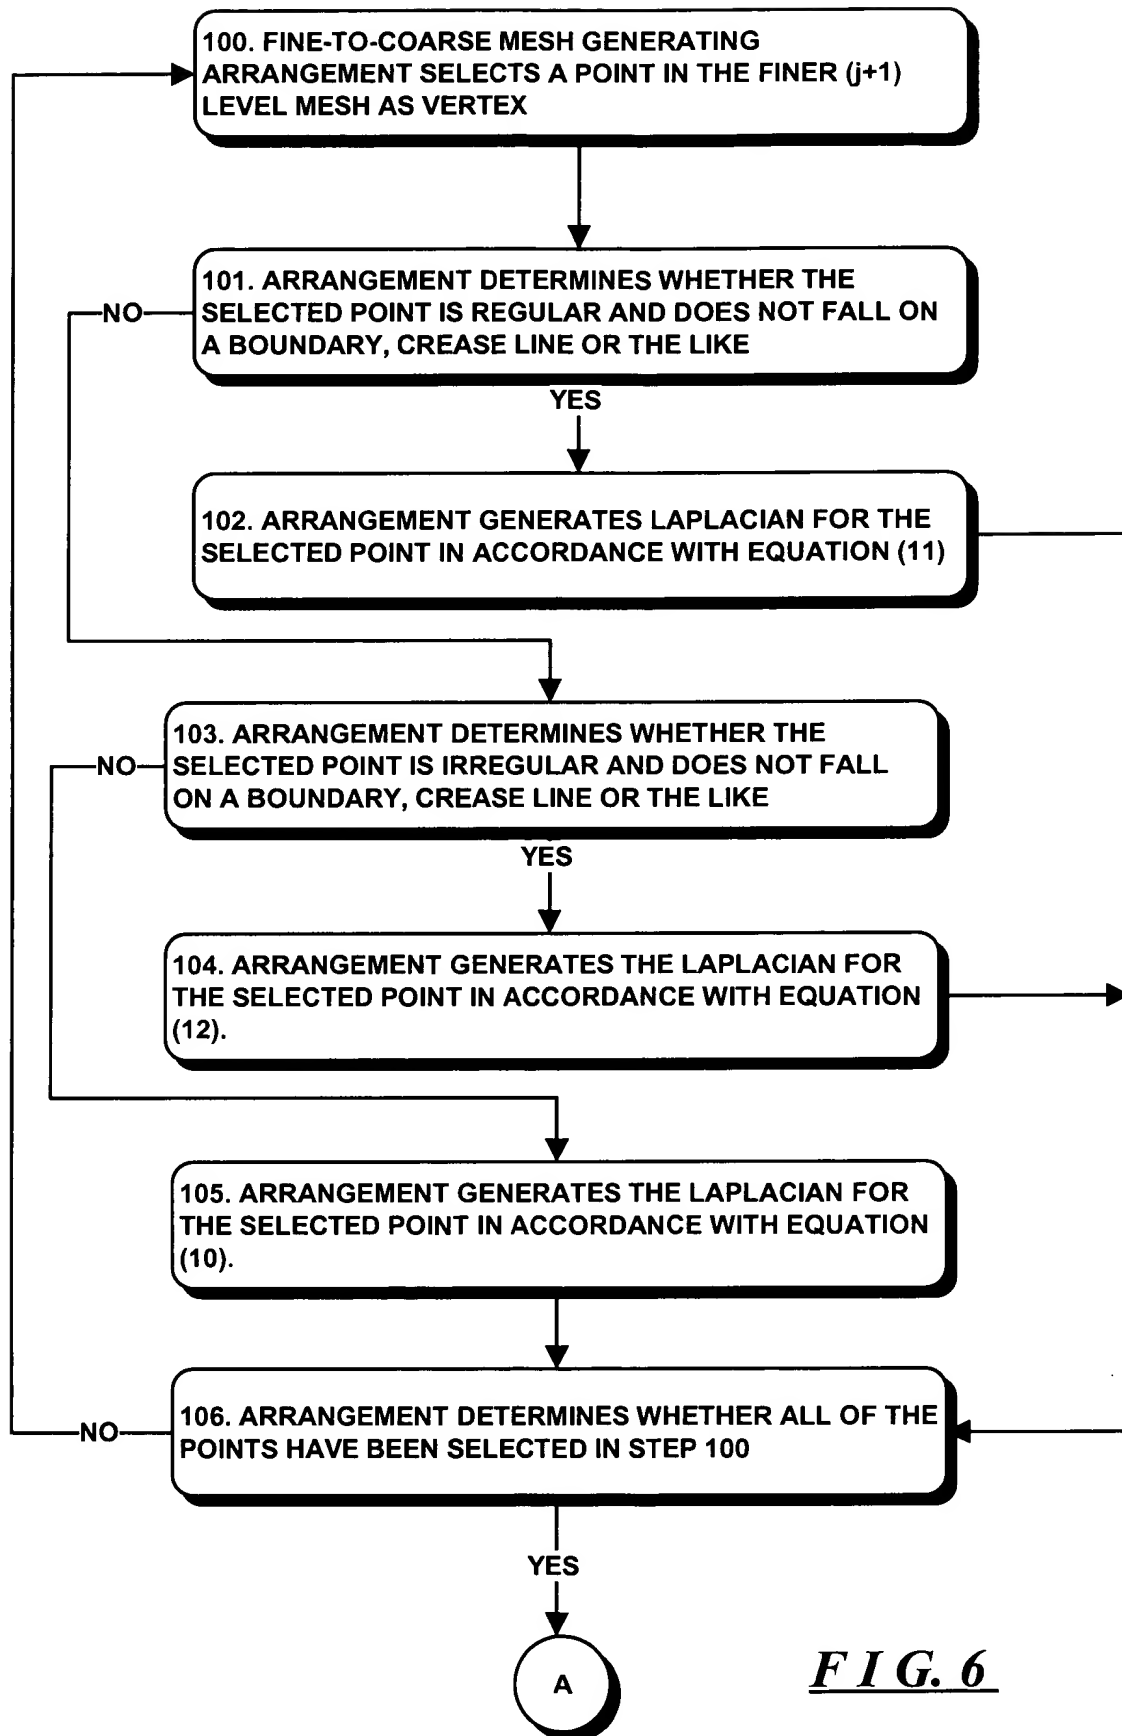 100. FINE-TO-COARSE MESH GENERATING
ARRANGEMENT SELECTS A POINT IN THE FINER (j+1)
LEVEL MESH AS VERTEX
101. ARRANGEMENT DETERMINES WHETHER THE
SELECTED POINT IS REGULAR AND DOES NOT FALL ON
A BOUNDARY, CREASE LINE OR THE LIKE
NO
YES
102. ARRANGEMENT GENERATES LAPLACIAN FOR THE
SELECTED POINT IN ACCORDANCE WITH EQUATION (11)
103. ARRANGEMENT DETERMINES WHETHER THE
SELECTED POINT IS IRREGULAR AND DOES NOT FALL
ON A BOUNDARY, CREASE LINE OR THE LIKE
NO
YES
104. ARRANGEMENT GENERATES THE LAPLACIAN FOR
THE SELECTED POINT IN ACCORDANCE WITH EQUATION
(12).
105. ARRANGEMENT GENERATES THE LAPLACIAN FOR
THE SELECTED POINT IN ACCORDANCE WITH EQUATION
(10).
106. ARRANGEMENT DETERMINES WHETHER ALL OF THE
POINTS HAVE BEEN SELECTED IN STEP 100
NO
YES
A
FIG. 6